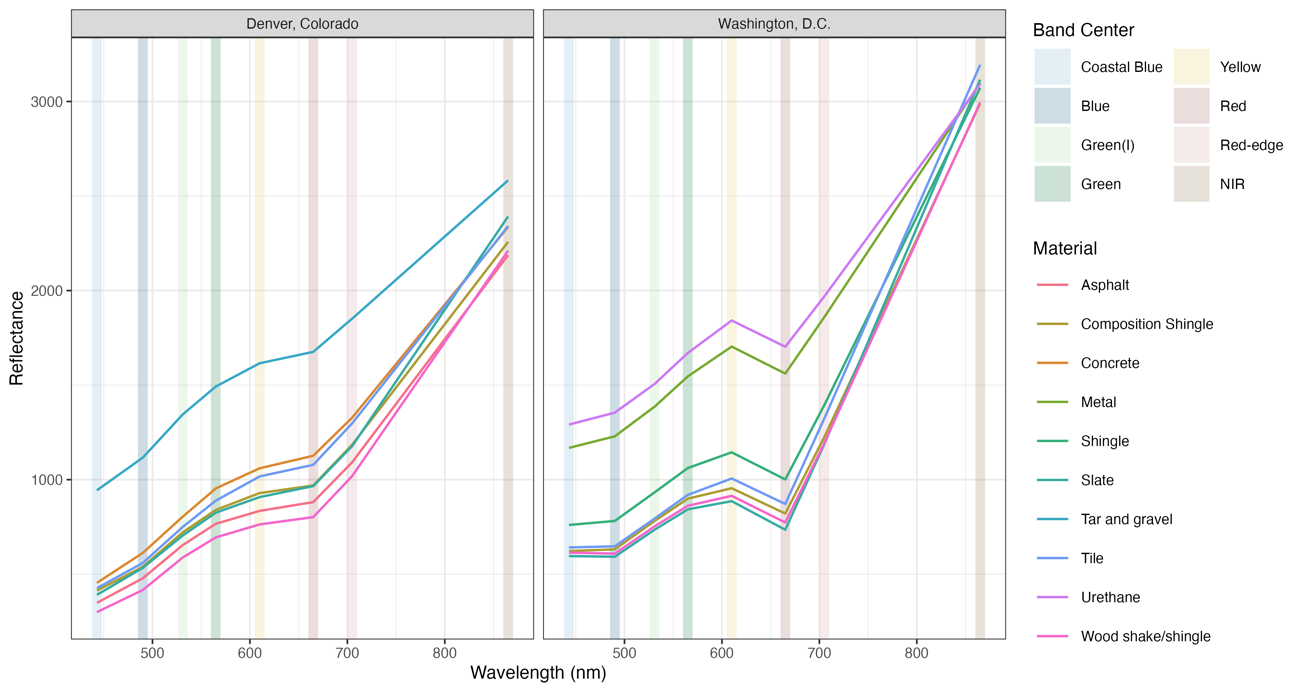 Denver, Colorado
Washington, D.C.
3000
2000
1000
Reflectance
500
600
700
800
500
600
700
800
Wavelength (nm)
Band Center
Coastal Blue
Yellow
Blue
Red
Green(I)
Red-edge
Green
NIR
Material
Asphalt
Composition Shingle
Concrete
Metal
Shingle
Slate
Tar and gravel
Tile
Urethane
Wood shake/shingle